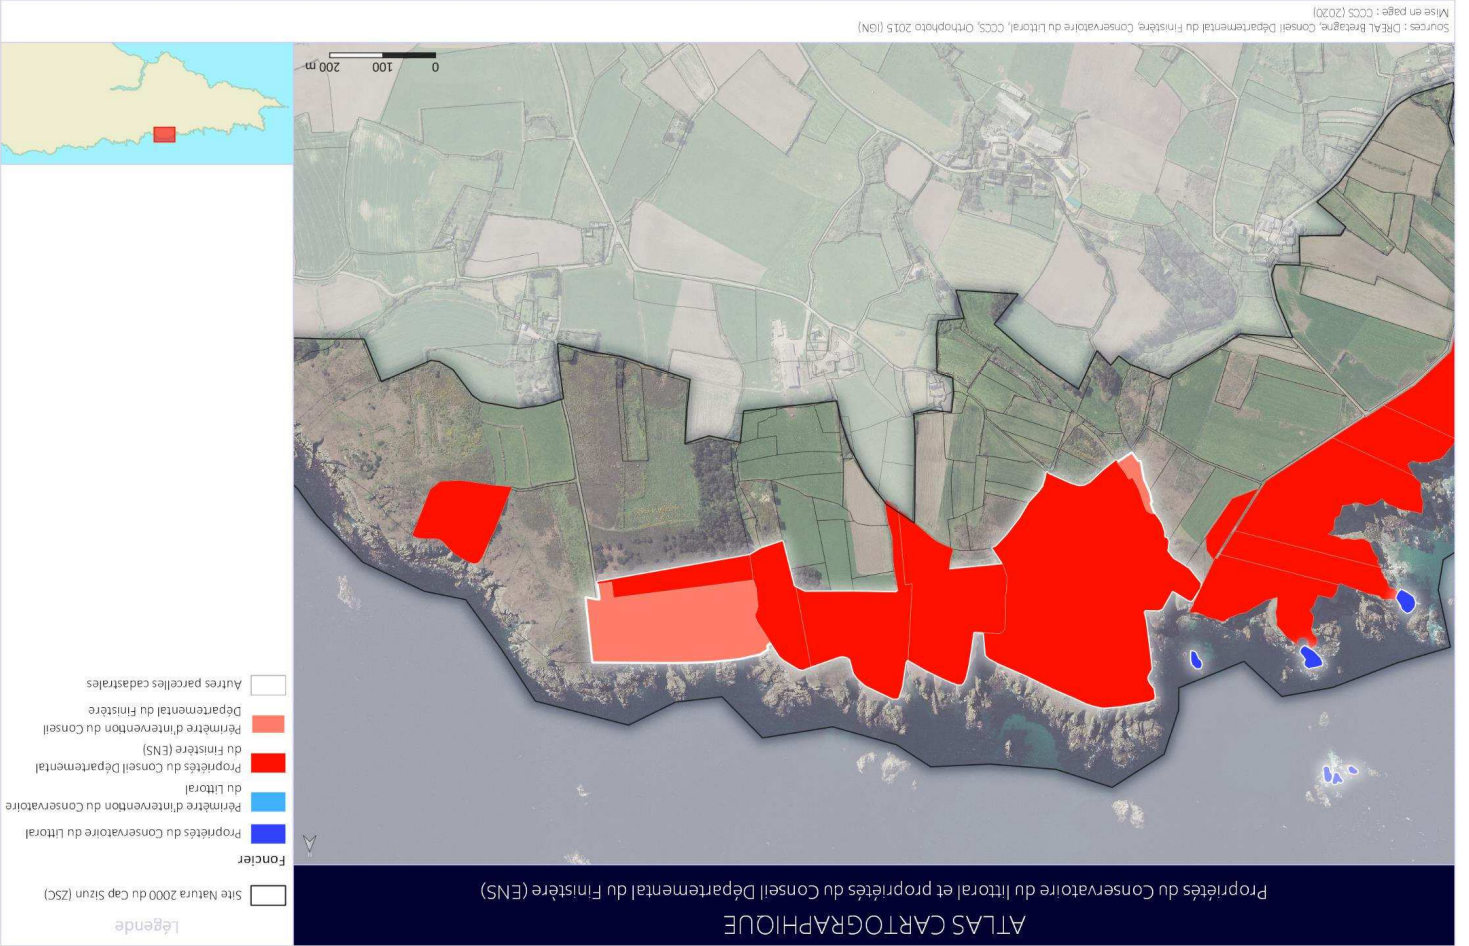 ATLAS CARTOGRAPHIQUE
Propriétés du Conservatoire du littoral et propriétés du Conseil Départemental du Finistère (ENS)
Légende
Site Natura 2000 du Cap Sizun (ZSC)
Foncier
Propriétés du Conservatoire du Littoral
Périmètre d'intervention du Conservatoire
du Littoral
Propriétés du Conseil Départemental
du Finistère (ENS)
Périmètre d'intervention du Conseil
Départemental du Finistère
Autres parcelles cadastrales
0 100 200 m
Sources : DREAL Bretagne, Conseil Départemental du Finistère, Conservatoire du Littoral, CCCS, Orthophoto 2015 (IGN)
Mise en page : CCCS (2020)